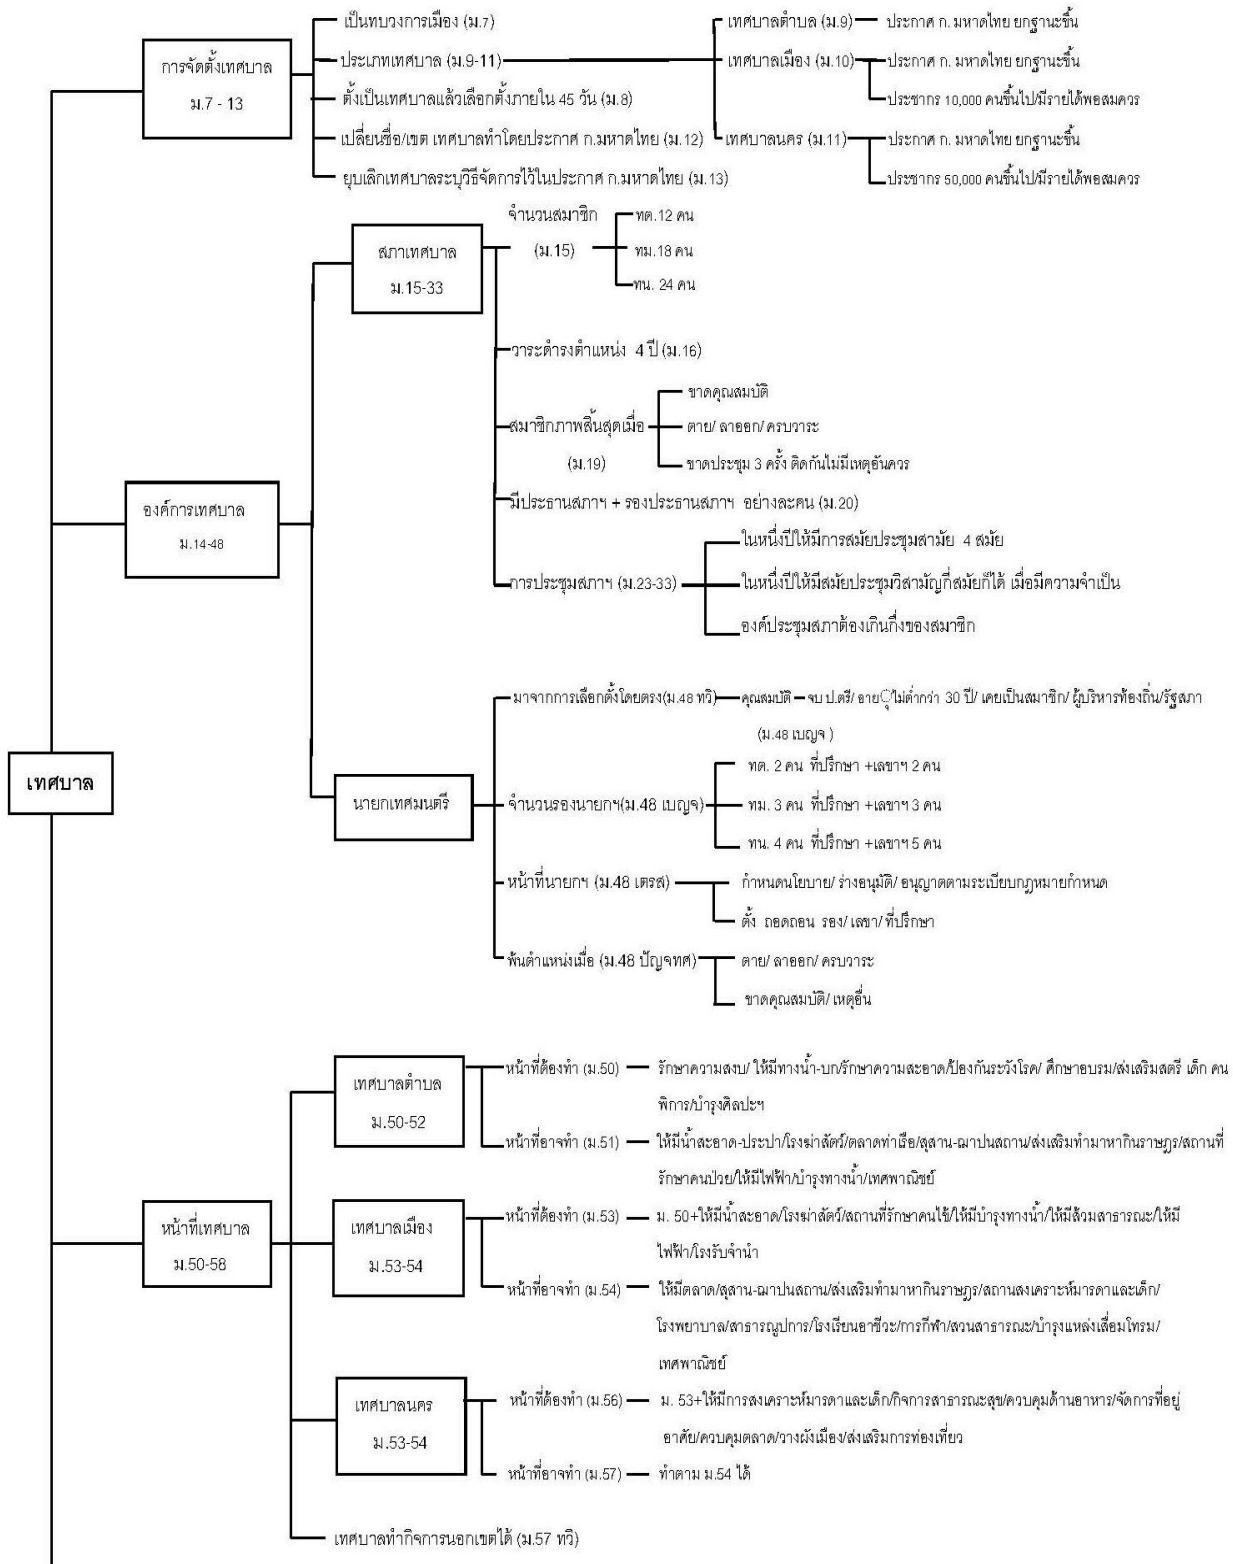 เป็นทบวงการเมือง (ม.7)
เทศบาลตำบล (ม.9)
ประกาศ ก. มหาดไทย ยกฐานะขึ้น
การจัดตั้งเทศบาล
ม.7 - 13
ประเภทเทศบาล (ม.9-11)
เทศบาลเมือง (ม.10)
ประกาศ ก. มหาดไทย ยกฐานะขึ้น
ตั้งเป็นเทศบาลแล้วเลือกตั้งภายใน 45 วัน (ม.8)
ประชากร 10,000 คนขึ้นไป/มีรายได้พอสมควร
เปลี่ยนชื่อ/เขต เทศบาลทำโดยประกาศ ก.มหาดไทย (ม.12)
เทศบาลนคร (ม.11)
ประกาศ ก. มหาดไทย ยกฐานะขึ้น
ยุบเลิกเทศบาลระบุวิธีจัดการไว้ในประกาศ ก.มหาดไทย (ม.13)
ประชากร 50,000 คนขึ้นไป/มีรายได้พอสมควร
สภาเทศบาล
ม.15-33
จำนวนสมาชิก
(ม.15)
ทต.12 คน
ทม.18 คน
ทน. 24 คน
วาระดำรงตำแหน่ง 4 ปี (ม.16)
สมาชิกภาพสิ้นสุดเมื่อ
(ม.19)
ขาดคุณสมบัติ
ตาย/ ลาออก/ ครบวาระ
ขาดประชุม 3 ครั้ง ติดกันไม่มีเหตุอันควร
องค์การเทศบาล
ม.14-48
มีประธานสภาฯ + รองประธานสภาฯ อย่างละคน (ม.20)
การประชุมสภาฯ (ม.23-33)
ในหนึ่งปีให้มีการสมัยประชุมสามัย 4 สมัย
ในหนึ่งปีให้มีสมัยประชุมวิสามัญกี่สมัยก็ได้ เมื่อมีความจำเป็น
องค์ประชุมสภาต้องเกินกึ่งของสมาชิก
เทศบาล
นายกเทศมนตรี
มาจากการเลือกตั้งโดยตรง(ม.48 ทวิ)
คุณสมบัติ
จบ ป.ตรี/ อายุุไม่ต่ำกว่า 30 ปี/ เคยเป็นสมาชิก/ ผู้บริหารท้องถิ่น/รัฐสภา
(ม.48 เบญจ )
จำนวนรองนายกฯ(ม.48 เบญจ)
ทต. 2 คน ที่ปรึกษา +เลขาฯ 2 คน
ทม. 3 คน ที่ปรึกษา +เลขาฯ 3 คน
ทน. 4 คน ที่ปรึกษา +เลขาฯ 5 คน
หน้าที่นายกฯ (ม.48 เตรส)
กำหนดนโยบาย/ ร่างอนุมัติ/ อนุญาตตามระเบียบกฎหมายกำหนด
ตั้ง ถอดถอน รอง/ เลขา/ ที่ปรึกษา
พ้นตำแหน่งเมื่อ (ม.48 ปัญจทศ)
ตาย/ ลาออก/ ครบวาระ
ขาดคุณสมบัติ/ เหตุอื่น
หน้าที่เทศบาล
ม.50-58
เทศบาลตำบล
ม.50-52
หน้าที่ต้องทำ (ม.50)
รักษาความสงบ/ ให้มีทางน้ำ-บก/รักษาความสะอาด/ป้องกันระวังโรค/ ศึกษาอบรม/ส่งเสริมสตรี เด็ก คน
พิการ/บำรุงศิลปะฯ
หน้าที่อาจทำ (ม.51)
ให้มีน้ำสะอาด-ประปา/โรงฆ่าสัตว์/ตลาดท่าเรือ/สุสาน-ฌาปนสถาน/ส่งเสริมทำมาหากินราษฎร/สถานที่
รักษาคนป่วย/ให้มีไฟฟ้า/บำรุงทางน้ำ/เทศพาณิชย์
เทศบาลเมือง
ม.53-54
หน้าที่ต้องทำ (ม.53)
ม. 50+ให้มีน้ำสะอาด/โรงฆ่าสัตว์/สถานที่รักษาคนไข้/ให้มีบำรุงทางน้ำ/ให้มีส้วมสาธารณะ/ให้มี
ไฟฟ้า/โรงรับจำนำ
หน้าที่อาจทำ (ม.54)
ให้มีตลาด/สุสาน-ฌาปนสถาน/ส่งเสริมทำมาหากินราษฎร/สถานสงเคราะห์มารดาและเด็ก/
โรงพยาบาล/สาธารณูปการ/โรงเรียนอาชีวะ/การกีฬา/สวนสาธารณะ/บำรุงแหล่งเสื่อมโทรม/
เทศพาณิชย์
เทศบาลนคร
ม.53-54
หน้าที่ต้องทำ (ม.56)
ม. 53+ให้มีการสงเคราะห์มารดาและเด็ก/กิจการสาธารณะสุข/ควบคุมด้านอาหาร/จัดการที่อยู่
อาศัย/ควบคุมตลาด/วางผังเมือง/ส่งเสริมการท่องเที่ยว
หน้าที่อาจทำ (ม.57)
ทำตาม ม.54 ได้
เทศบาลทำกิจการนอกเขตได้ (ม.57 ทวิ)